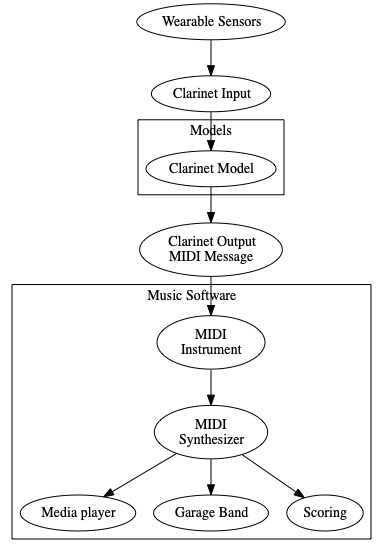 Wearable Sensors
Clarinet Input
Models
Clarinet Model
Clarinet Output
MIDI Message
Music Software
MIDI
Instrument
MIDI
Synthesizer
Media player
Garage Band
Scoring